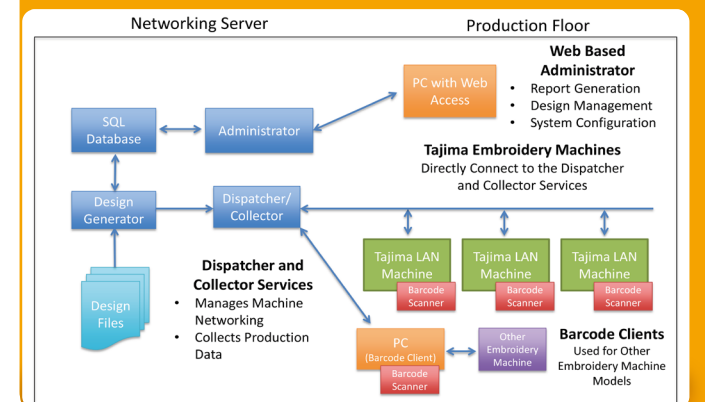 Networking Server
Production Floor
Web Based
Administrator
• Report Generation
• Design Management
• System Configuration
PC with Web
Access
SQL
Database
Administrator
Tajima Embroidery Machines
Directly Connect to the Dispatcher
and Collector Services
Design
Generator
Dispatcher/
Collector
Tajima LAN
Machine
Barcode
Scanner
Tajima LAN
Machine
Barcode
Scanner
Tajima LAN
Machine
Barcode
Scanner
Design
Files
Dispatcher and
Collector Services
• Manages Machine
Networking
• Collects Production
Data
PC
(Barcode Client)
Barcode
Scanner
Other
Embroidery
Machine
Barcode Clients
Used for Other
Embroidery Machine
Models